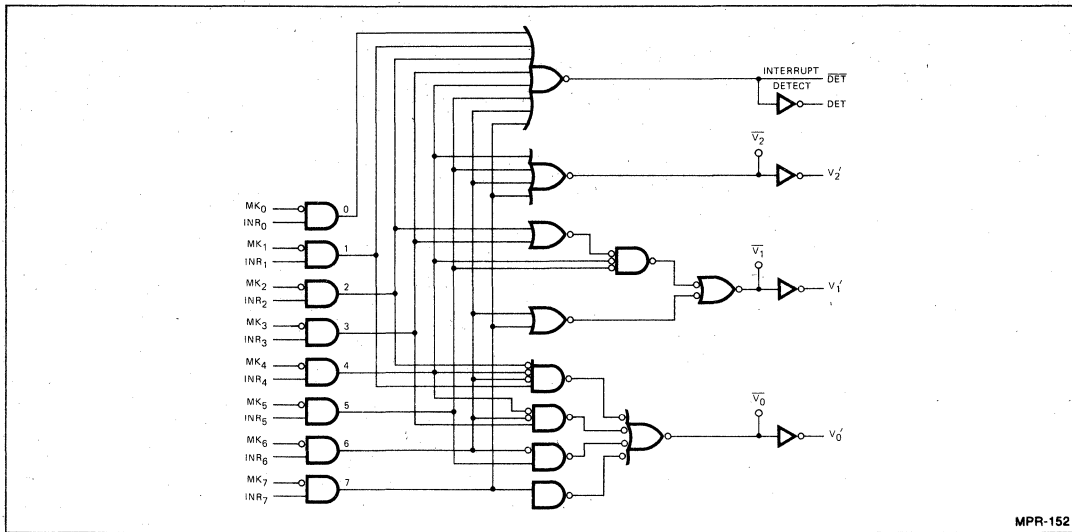 INTERRUPT
DETECT
DET
DET
V2
V2′
MK0
INR0
0
MK1
INR1
1
MK2
INR2
2
MK3
INR3
3
MK4
INR4
4
MK5
INR5
5
MK6
INR6
6
MK7
INR7
7
V1
V1′
V0
V0′
MPR-152